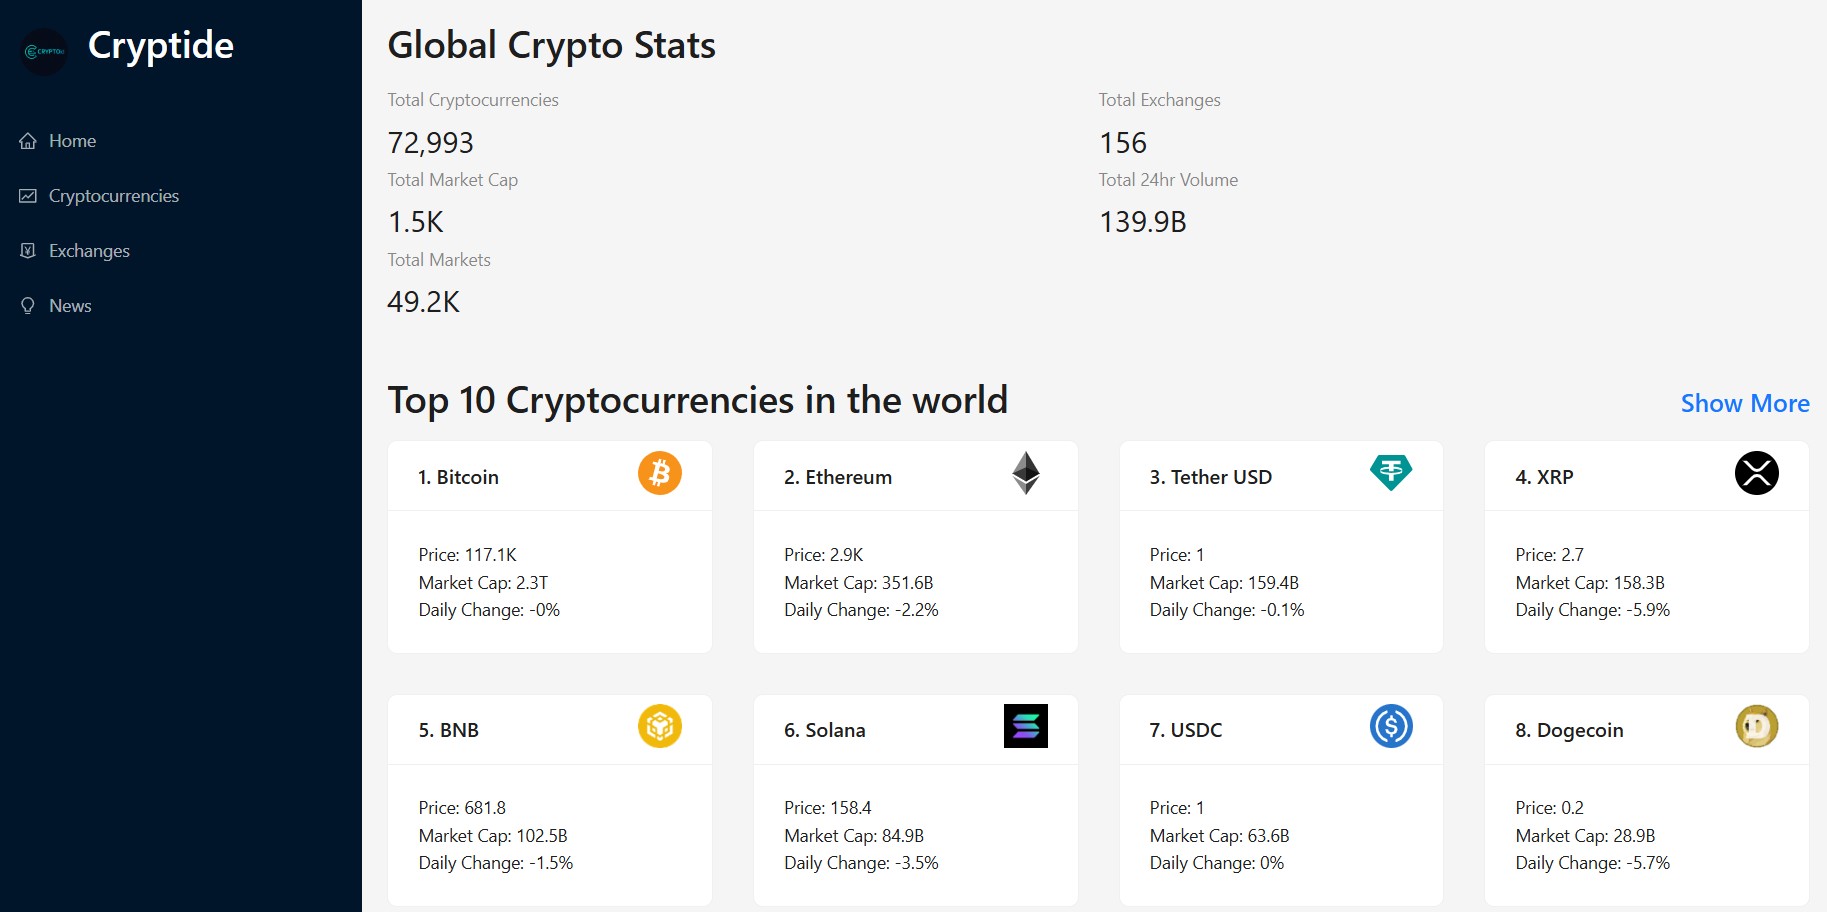 CRYPTON
Cryptide
Home
Cryptocurrencies
Exchanges
News
Global Crypto Stats
Total Cryptocurrencies
72,993
Total Exchanges
156
Total Market Cap
1.5K
Total 24hr Volume
139.9B
Total Markets
49.2K
Top 10 Cryptocurrencies in the world
Show More
1. Bitcoin
Price: 117.1K
Market Cap: 2.3T
Daily Change: -0%
2. Ethereum
Price: 2.9K
Market Cap: 351.6B
Daily Change: -2.2%
3. Tether USD
Price: 1
Market Cap: 159.4B
Daily Change: -0.1%
4. XRP
Price: 2.7
Market Cap: 158.3B
Daily Change: -5.9%
5. BNB
Price: 681.8
Market Cap: 102.5B
Daily Change: -1.5%
6. Solana
Price: 158.4
Market Cap: 84.9B
Daily Change: -3.5%
7. USDC
Price: 1
Market Cap: 63.6B
Daily Change: 0%
8. Dogecoin
Price: 0.2
Market Cap: 28.9B
Daily Change: -5.7%